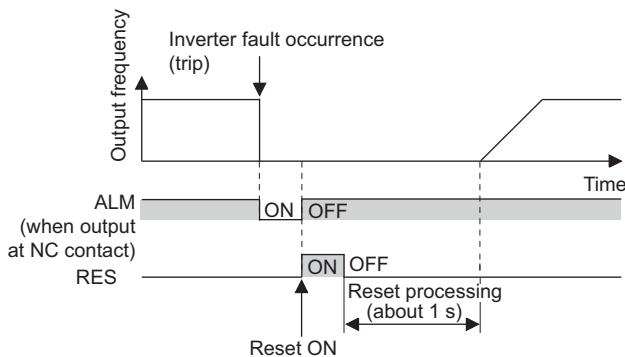 Inverter fault occurrence
(trip)
Output frequency
Time
ALM
(when output
at NC contact)
ON
OFF
RES
ON
OFF
Reset processing
(about 1 s)
Reset ON